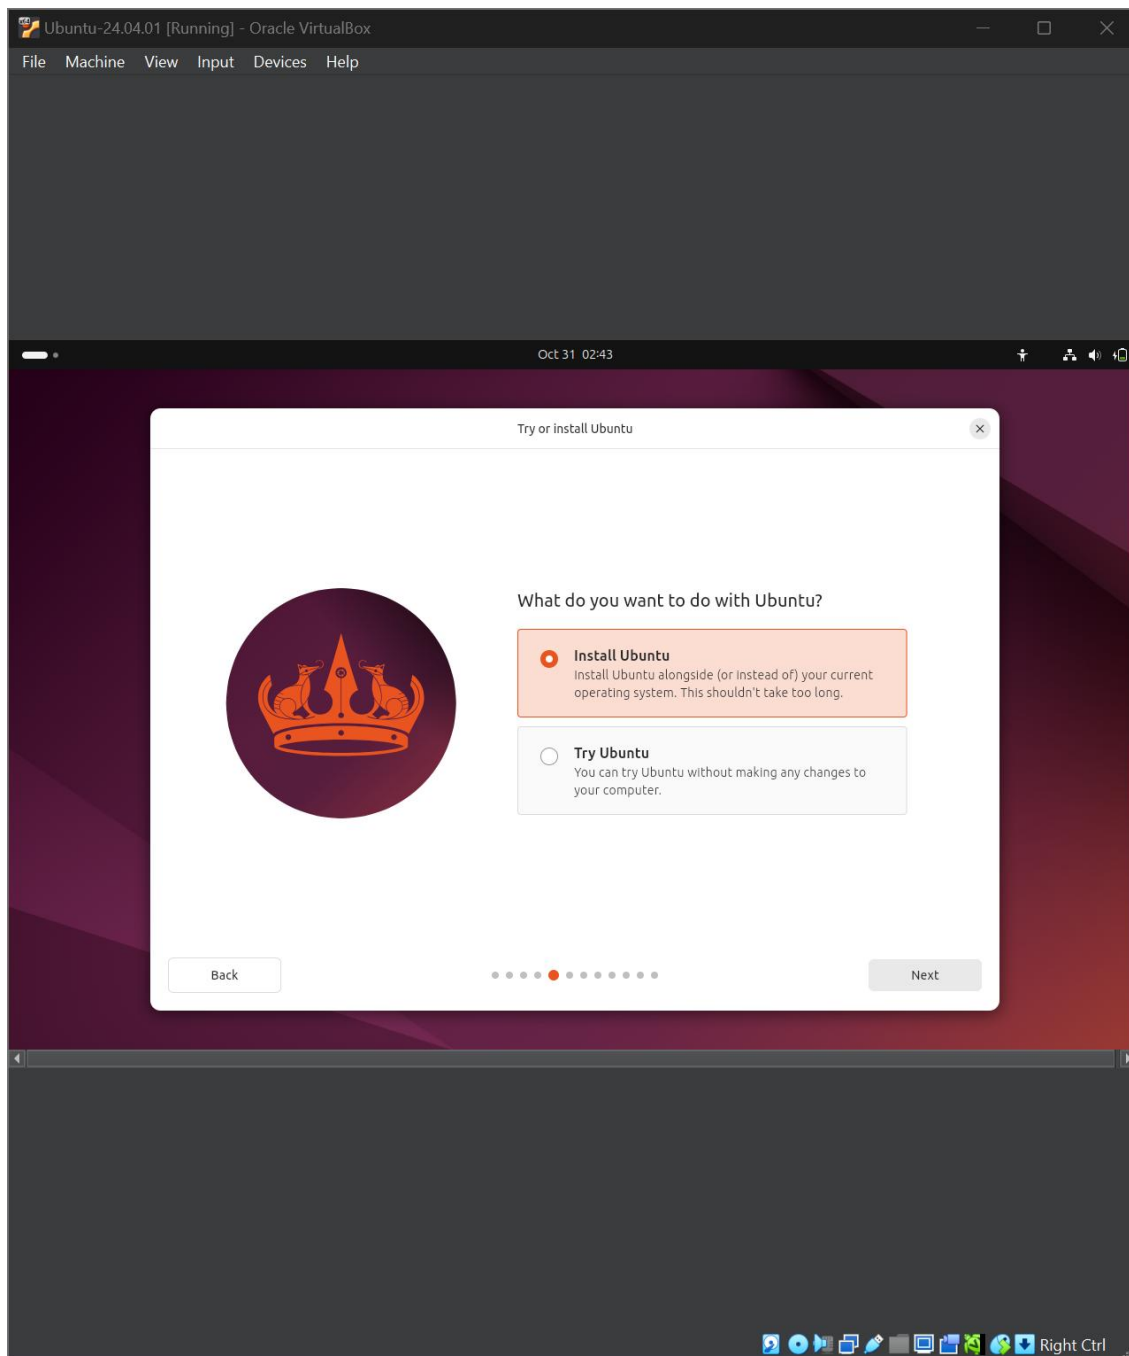 Ubuntu-24.04.01 [Running] - Oracle VirtualBox
File Machine View Input Devices Help
Oct 31 02:43
Try or install Ubuntu
What do you want to do with Ubuntu?
Install Ubuntu
Install Ubuntu alongside (or instead of) your current
operating system. This shouldn't take too long.
Try Ubuntu
You can try Ubuntu without making any changes to
your computer.
Back
Next
Right Ctrl